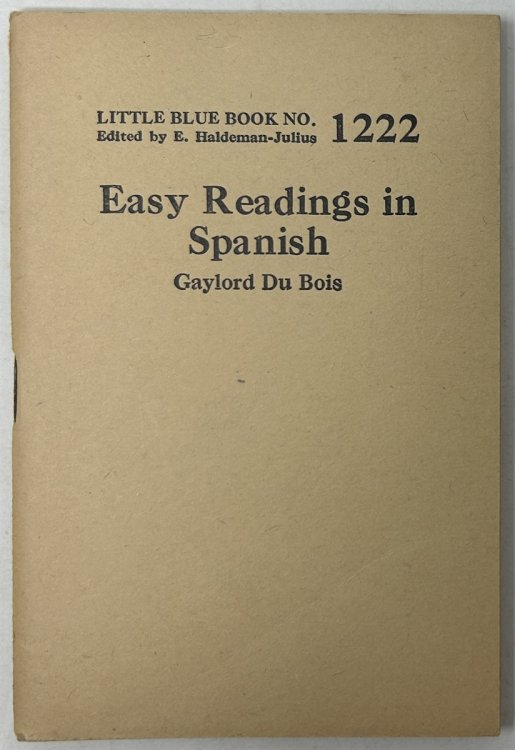 LITTLE BLUE BOOK NO. 1222
Edited by E. Haldeman-Julius
Easy Readings in
Spanish
Gaylord Du Bois